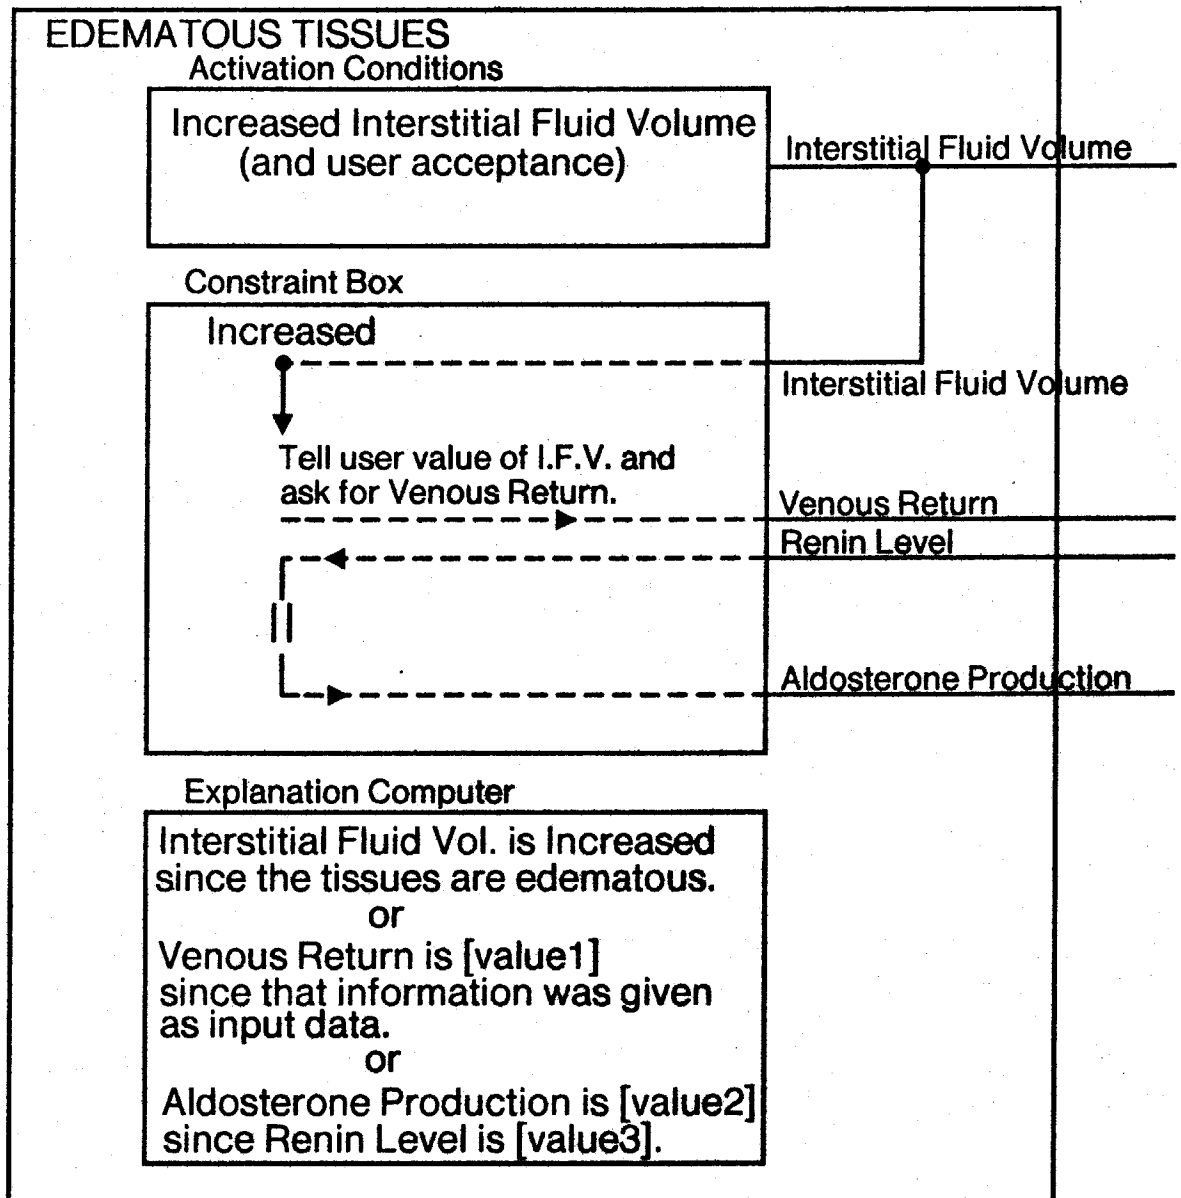 EDEMATOUS TISSUES
Activation Conditions
Increased Interstitial Fluid Volume
(and user acceptance)
Interstitial Fluid Volume
Constraint Box
Increased
Interstitial Fluid Volume
Tell user value of I.F.V. and
ask for Venous Return.
Venous Return
Renin Level
Aldosterone Production
Explanation Computer
Interstitial Fluid Vol. is Increased
since the tissues are edematous.
or
Venous Return is [value1]
since that information was given
as input data.
or
Aldosterone Production is [value2]
since Renin Level is [value3].